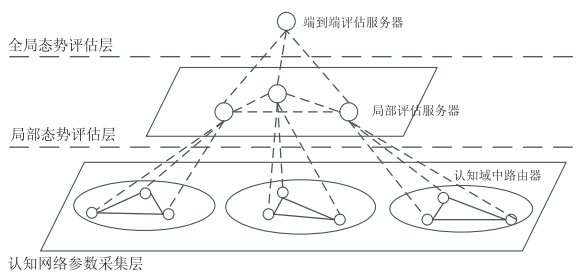 端到端评估服务器
全局态势评估层
局部评估服务器
局部态势评估层
认知域中路由器
认知网络参数采集层